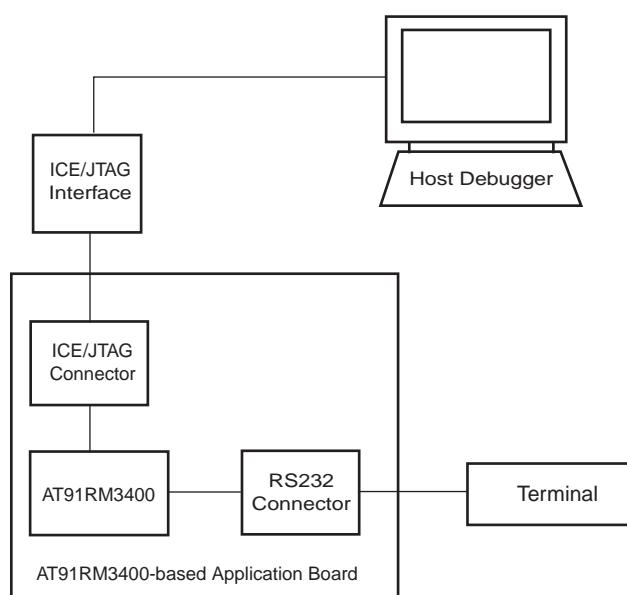 Host Debugger
ICE/JTAG
Interface
ICE/JTAG
Connector
AT91RM3400
RS232
Connector
Terminal
AT91RM3400-based Application Board